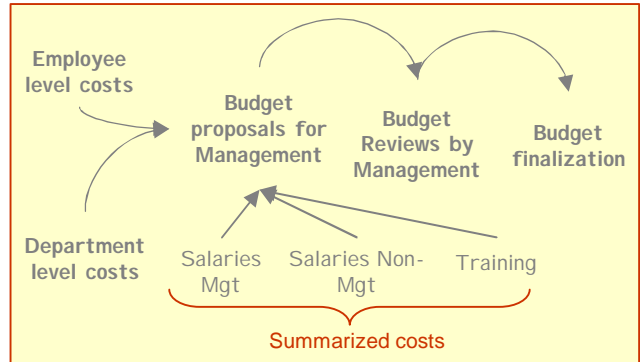 Employee
level costs
Budget
proposals for
Management
Budget
Reviews by
Management
Budget
finalization
Department
level costs
Salaries
Mgt
Salaries Non-
Mgt
Training
Summarized costs